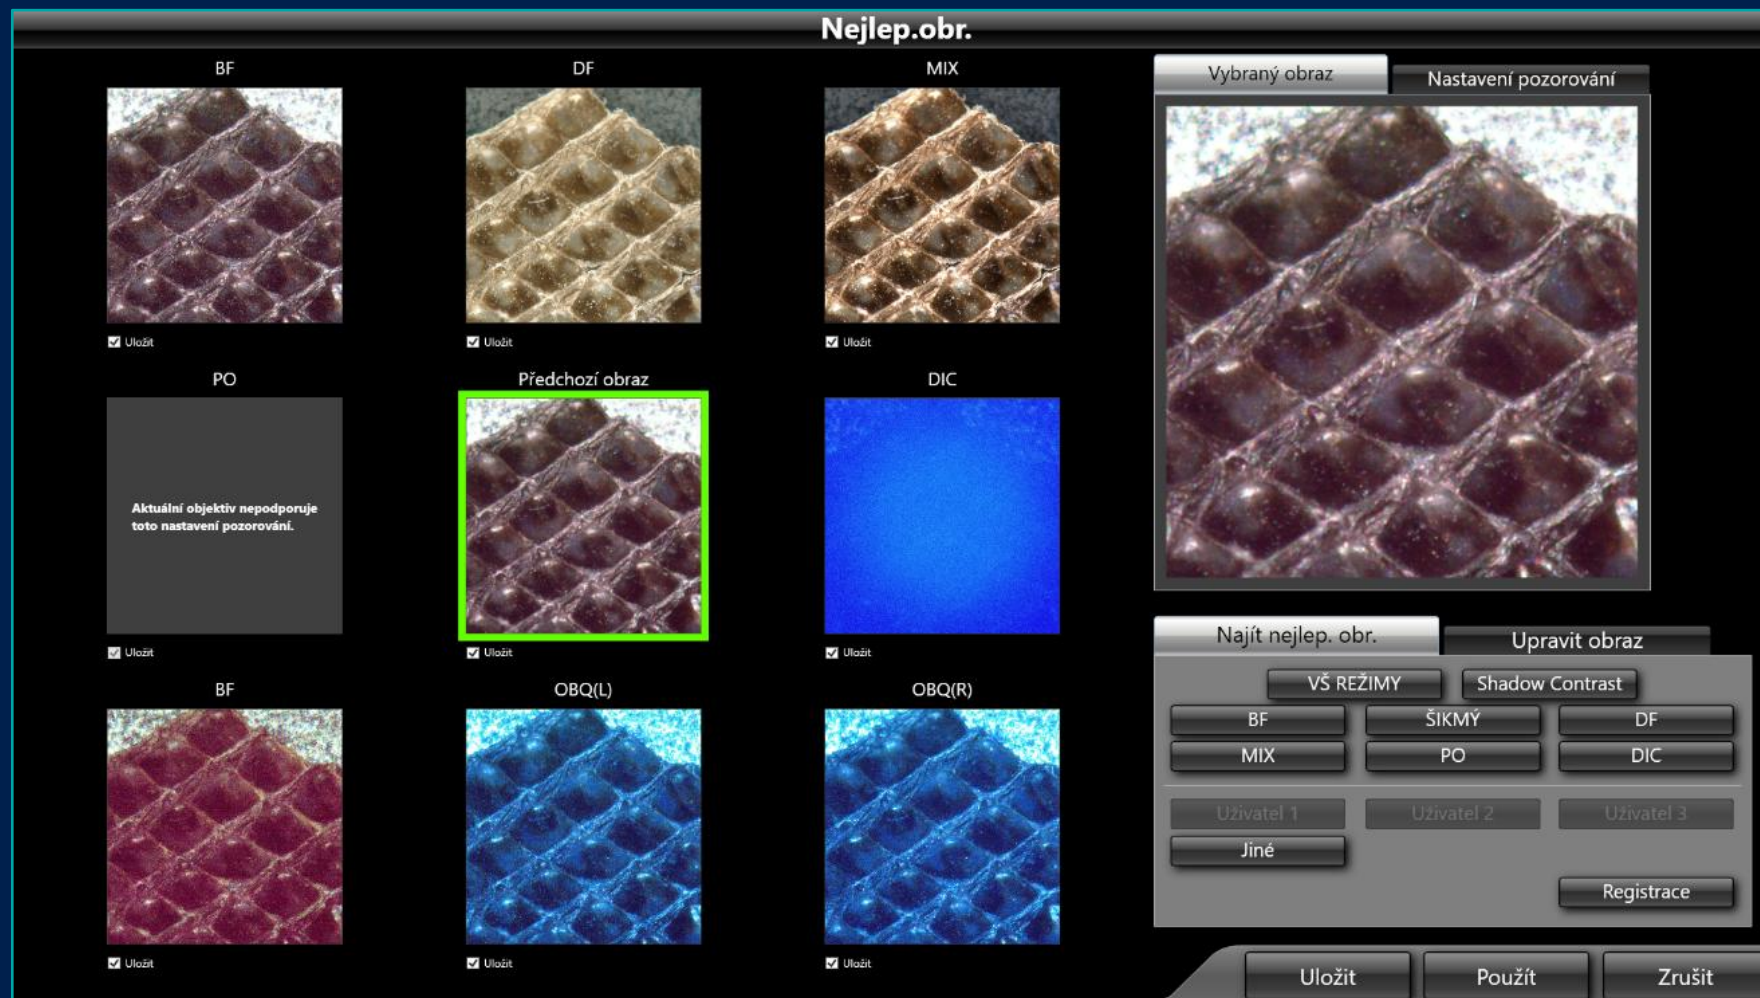 Nejlep.obr.
BF
DF
MIX
Uložit
Uložit
Uložit
PO
Předchozí obraz
DIC
Aktuální objektiv nepodporuje
toto nastavení pozorování.
Uložit
Uložit
Uložit
BF
OBQ(L)
OBQ(R)
Uložit
Uložit
Uložit
Vybraný obraz
Nastavení pozorování
Najít nejlep. obr.
Upravit obraz
VŠ REŽIMY
Shadow Contrast
BF
ŠIKMÝ
DF
MIX
PO
DIC
Uživatel 1
Uživatel 2
Uživatel 3
Jiné
Registrace
Uložit
Použít
Zrušit